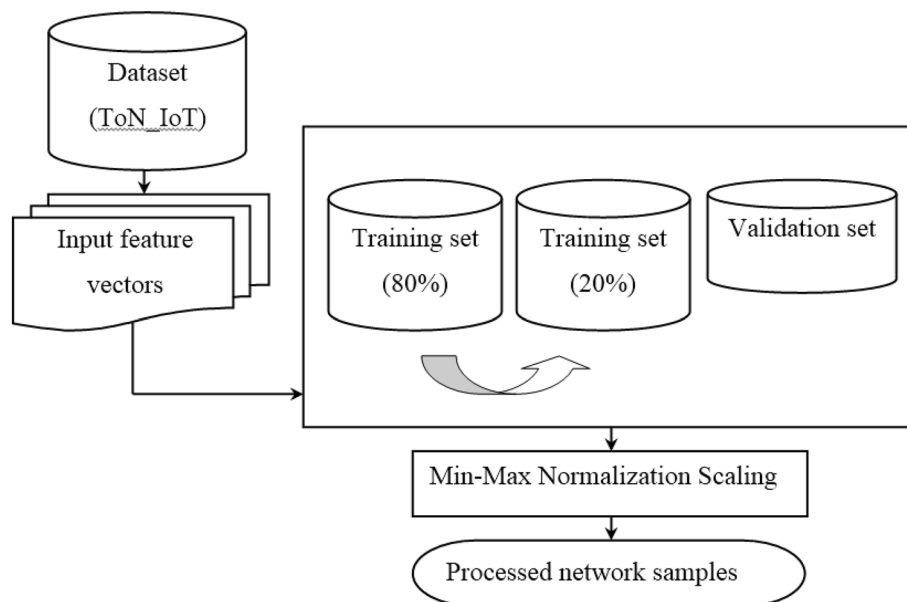 Dataset
(ToN_IoT)
Input feature
vectors
Training set
(80%)
Training set
(20%)
Validation set
Min-Max Normalization Scaling
Processed network samples